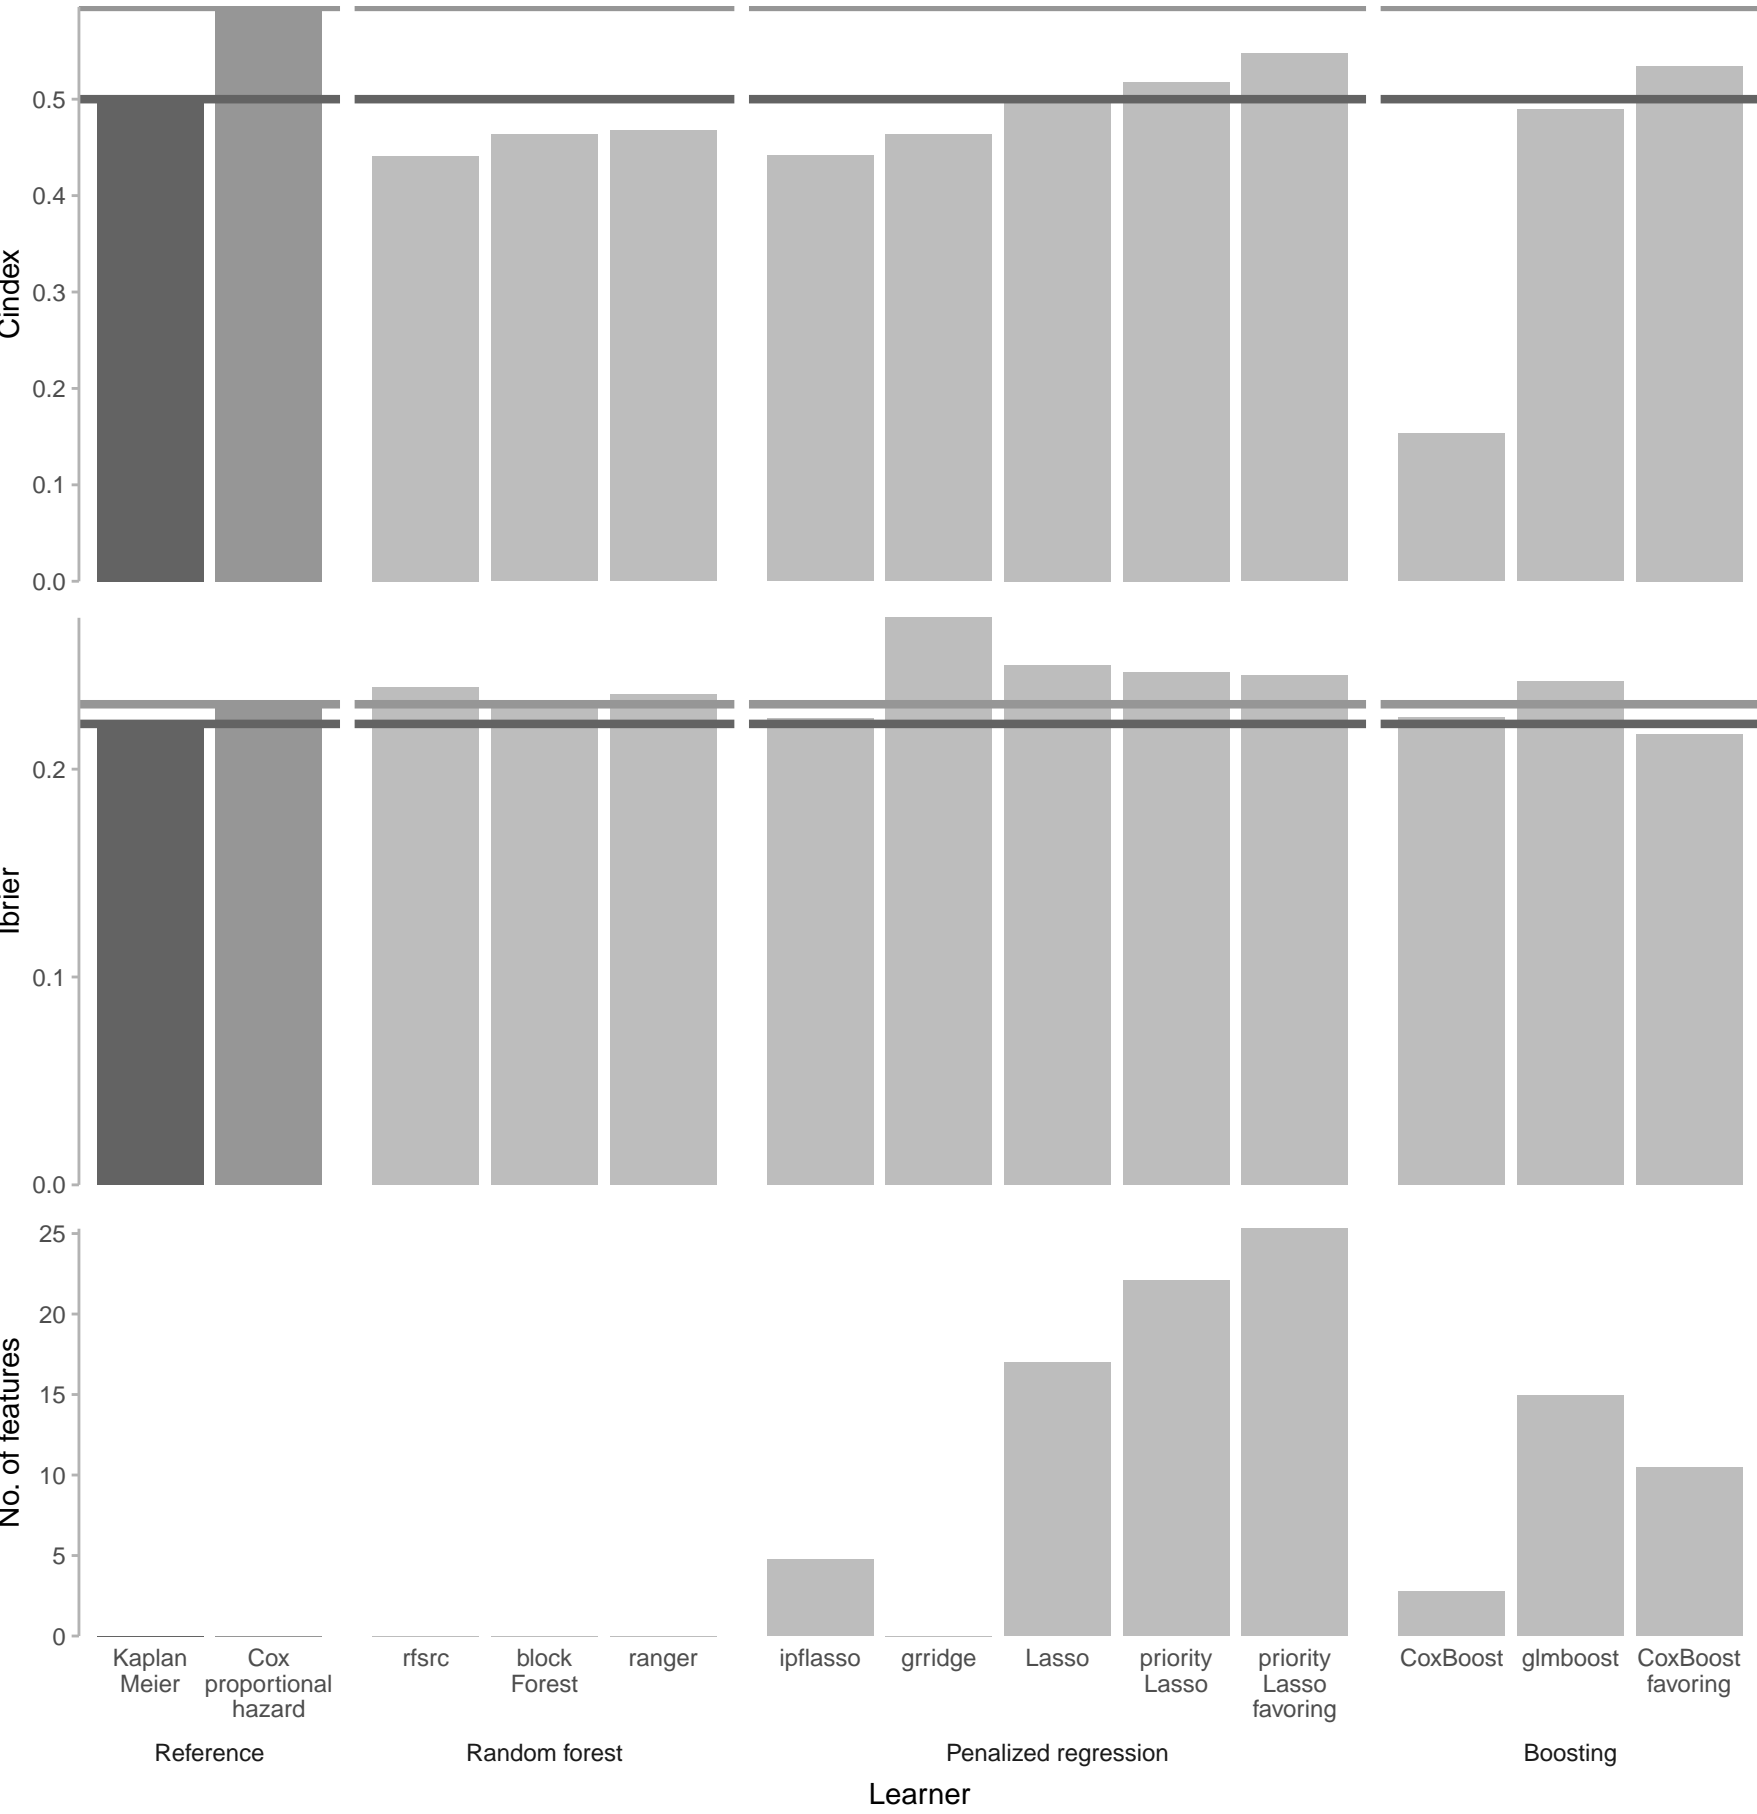 0.5
0.4
0.3
0.2
0.1
0.0
Cindex
0.2
0.1
0.0
Ibrier
25
20
15
10
5
0
No. of features
Kaplan
Meier
Cox
proportional
hazard
rfsrc
block
Forest
ranger
ipflasso
grridge
Lasso
priority
Lasso
priority
Lasso
favoring
CoxBoost
glmboost
CoxBoost
favoring
Reference
Random forest
Penalized regression
Boosting
Learner